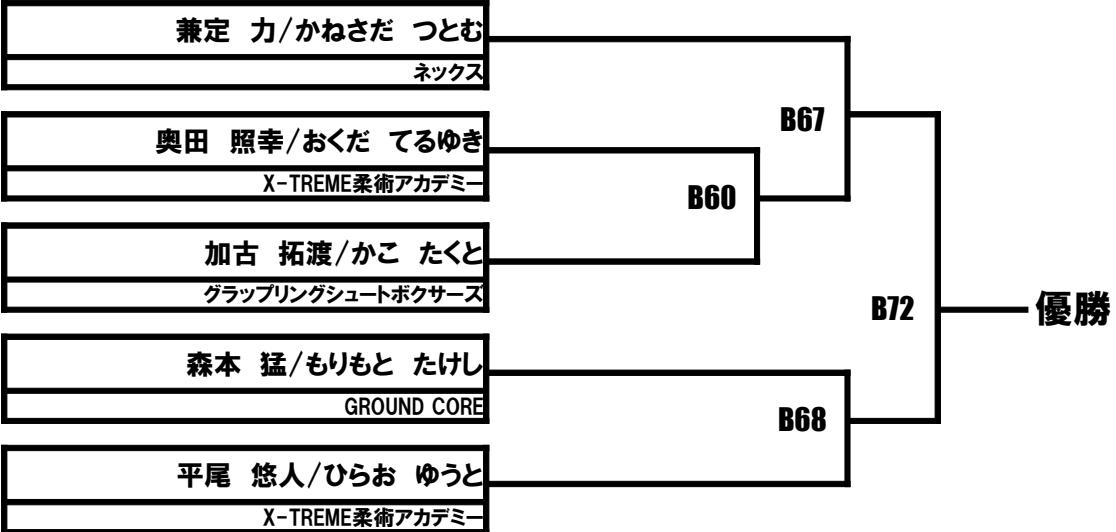 兼定 力/かねさだ つとむ
ネックス
B67
奥田 照幸/おくだ てるゆき
X-TREME柔術アカデミー
B60
加古 拓渡/かこ たくと
グラップリングシュートボクサーズ
B72
優勝
森本 猛/もりもと たけし
GROUND CORE
B68
平尾 悠人/ひらお ゆうと
X-TREME柔術アカデミー